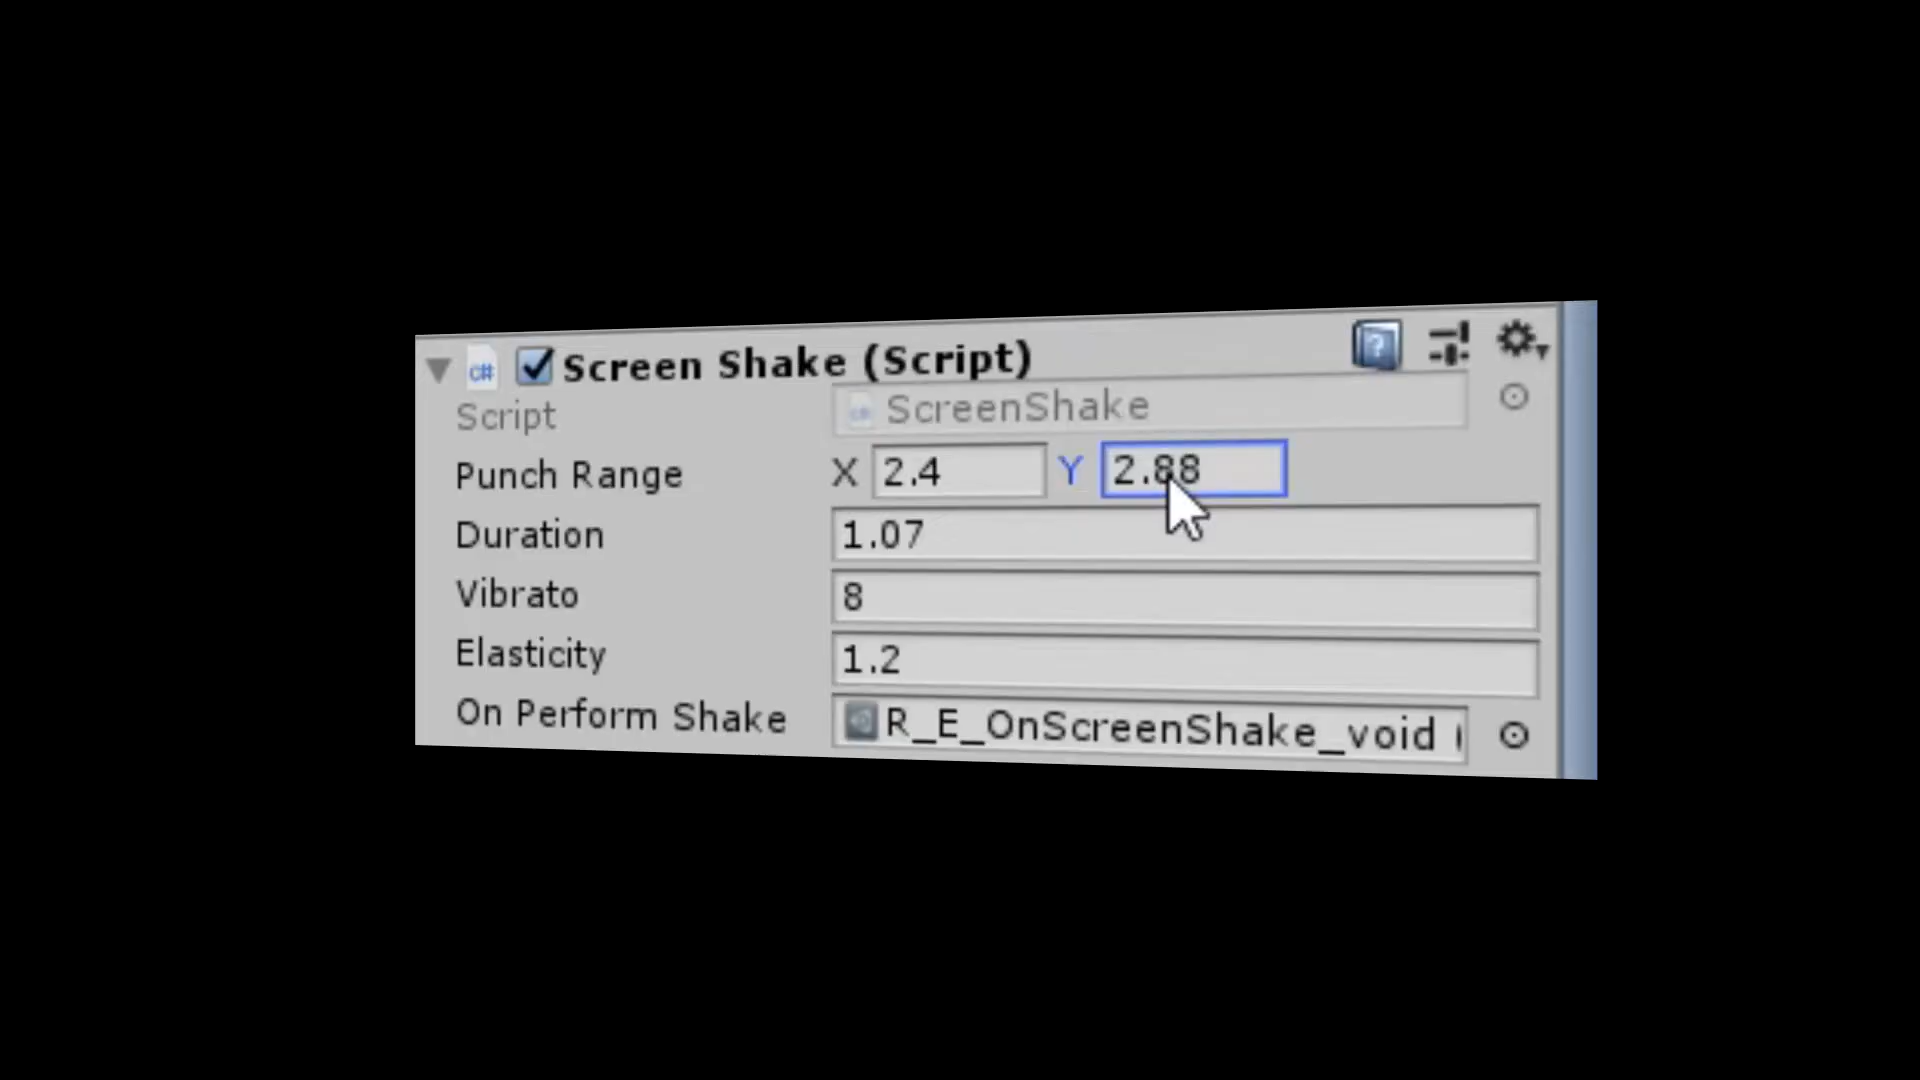 c# Screen Shake (Script)
Script ScreenShake
Punch Range X 2.4 Y 2.88
Duration 1.07
Vibrato 8
Elasticity 1.2
On Perform Shake R_E_OnScreenShake_void (